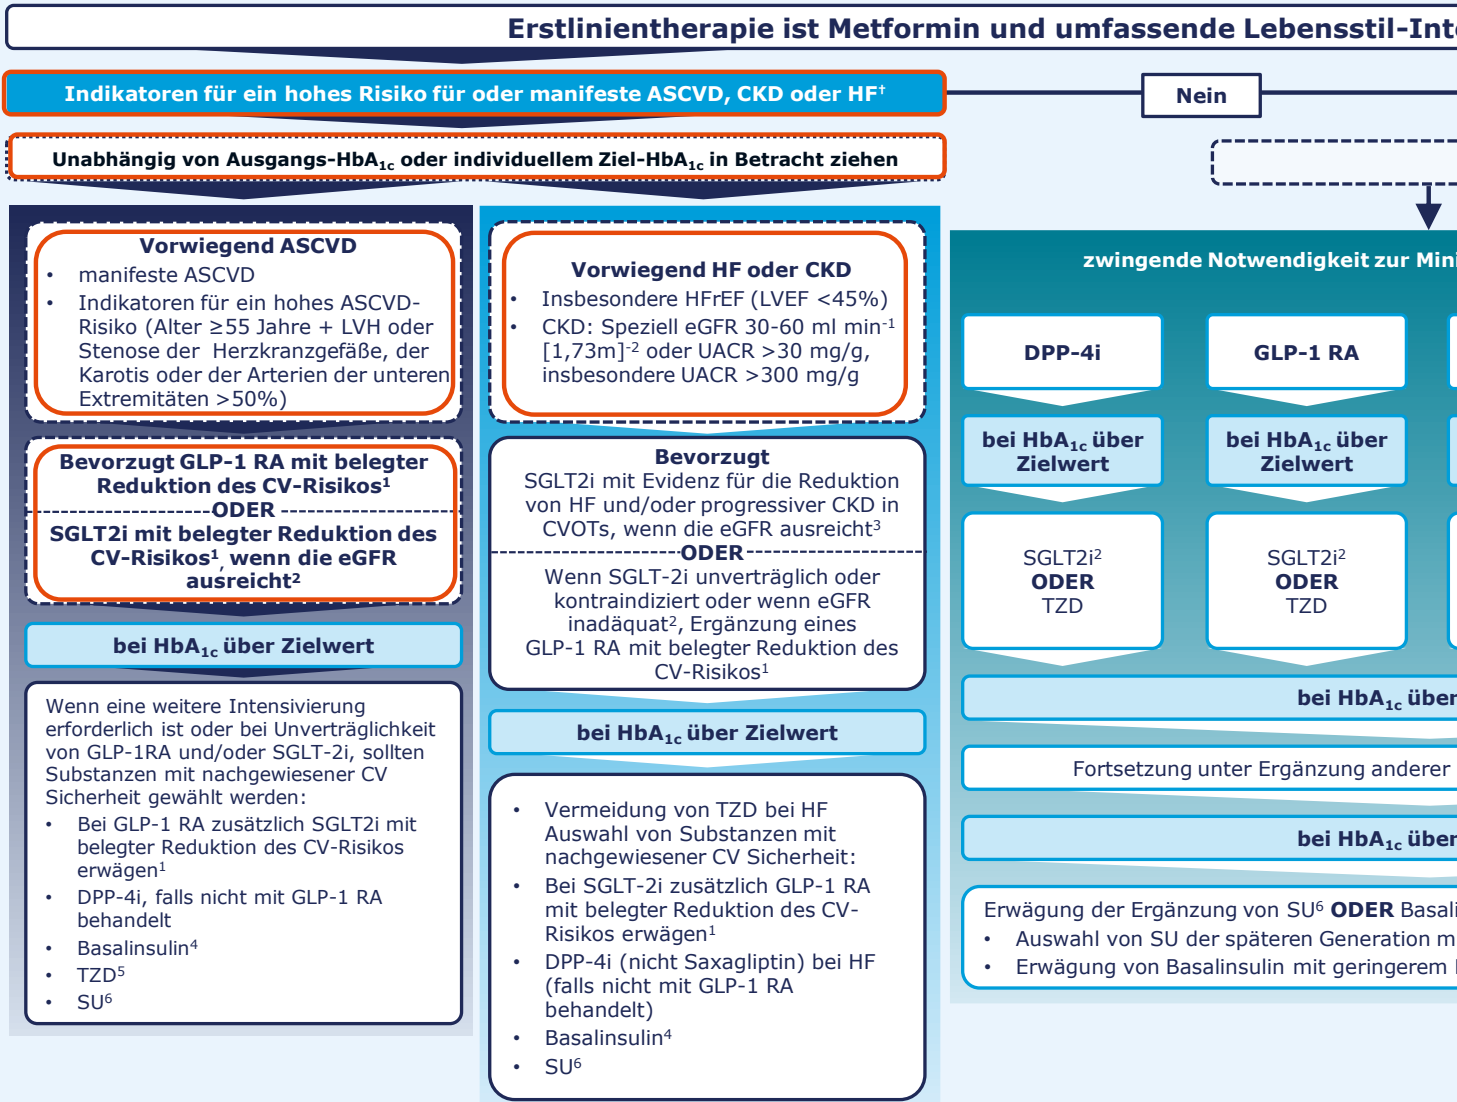 Erstlinientherapie ist Metformin und umfassende Lebensstil-Int
Indikatoren für ein hohes Risiko für oder manifeste ASCVD, CKD oder HF†
Nein
Unabhängig von Ausgangs-HbA1c oder individuellem Ziel-HbA1c in Betracht ziehen
Vorwiegend ASCVD
• manifeste ASCVD
• Indikatoren für ein hohes ASCVD-
Risiko (Alter ≥55 Jahre + LVH oder
Stenose der Herzkranzgefäße, der
Karotis oder der Arterien der unteren
Extremitäten >50%)
Bevorzugt GLP-1 RA mit belegter
Reduktion des CV-Risikos¹
ODER
SGLT2i mit belegter Reduktion des
CV-Risikos¹, wenn die eGFR
ausreicht²
bei HbA1c über Zielwert
Wenn eine weitere Intensivierung
erforderlich ist oder bei Unverträglichkeit
von GLP-1RA und/oder SGLT-2i, sollten
Substanzen mit nachgewiesener CV
Sicherheit gewählt werden:
• Bei GLP-1 RA zusätzlich SGLT2i mit
belegter Reduktion des CV-Risikos
erwägen¹
• DPP-4i, falls nicht mit GLP-1 RA
behandelt
• Basalinsulin⁴
• TZD⁵
• SU⁶
Vorwiegend HF oder CKD
• Insbesondere HFrEF (LVEF <45%)
• CKD: Speziell eGFR 30-60 ml min⁻¹
[1,73m]⁻² oder UACR >30 mg/g,
insbesondere UACR >300 mg/g
Bevorzugt
SGLT2i mit Evidenz für die Reduktion
von HF und/oder progressiver CKD in
CVOTs, wenn die eGFR ausreicht³
ODER
Wenn SGLT-2i unverträglich oder
kontraindiziert oder wenn eGFR
inadäquat², Ergänzung eines
GLP-1 RA mit belegter Reduktion des
CV-Risikos¹
bei HbA1c über Zielwert
• Vermeidung von TZD bei HF
Auswahl von Substanzen mit
nachgewiesener CV Sicherheit:
• Bei SGLT-2i zusätzlich GLP-1 RA
mit belegter Reduktion des CV-
Risikos erwägen¹
• DPP-4i (nicht Saxagliptin) bei HF
(falls nicht mit GLP-1 RA
behandelt)
• Basalinsulin⁴
• SU⁶
zwingende Notwendigkeit zur Mini
DPP-4i
bei HbA1c über
Zielwert
SGLT2i²
ODER
TZD
GLP-1 RA
bei HbA1c über
Zielwert
SGLT2i²
ODER
TZD
bei HbA1c über
Fortsetzung unter Ergänzung anderer
bei HbA1c über
Erwägung der Ergänzung von SU⁶ ODER Basali
• Auswahl von SU der späteren Generation m
• Erwägung von Basalinsulin mit geringerem